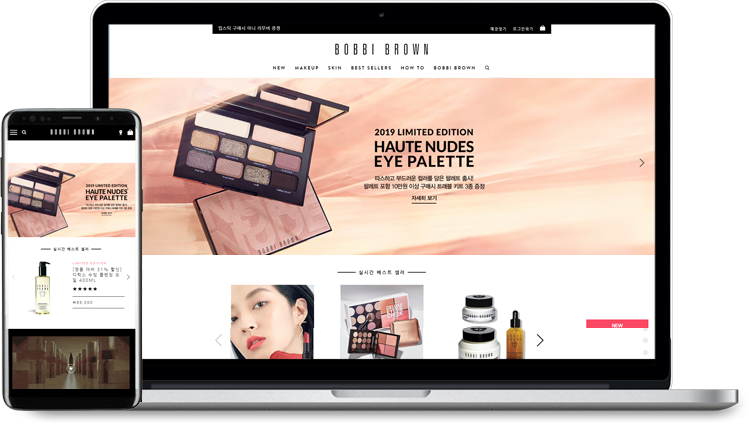 립스틱 구매시 미니 러쥬버 증정
매장찾기 로그인하기
BOBBI BROWN
NEW MAKEUP SKIN BEST SELLERS HOW TO BOBBI BROWN
2019 LIMITED EDITION
HAUTE NUDES
EYE PALETTE
따스하고 부드러운 컬러를 담은 팔레트 출시!
팔레트 포함 10만원 이상 구매시 트래블 키트 3종 증정
자세히 보기
BOBBI BROWN
실시간 베스트 셀러
NEW
BOBBI BROWN
BOBBI BROWN
2019 LIMITED EDITION
HAUTE NUDES
EYE PALETTE
실시간 베스트 셀러
LIMITED EDITION
[정품 대비 31% 할인]
디럭스 수딩 클렌징 오
일 400ML
★★★★★